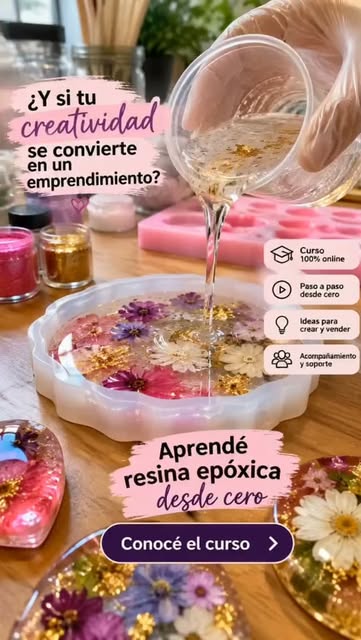 ¿Y si tu
creatividad
se convierte
en un
emprendimiento?
Curso
100% online
Paso a paso
desde cero
Ideas para
crear y vender
Acompañamiento
y soporte
Aprendé
resina epóxica
desde cero
Conocé el curso